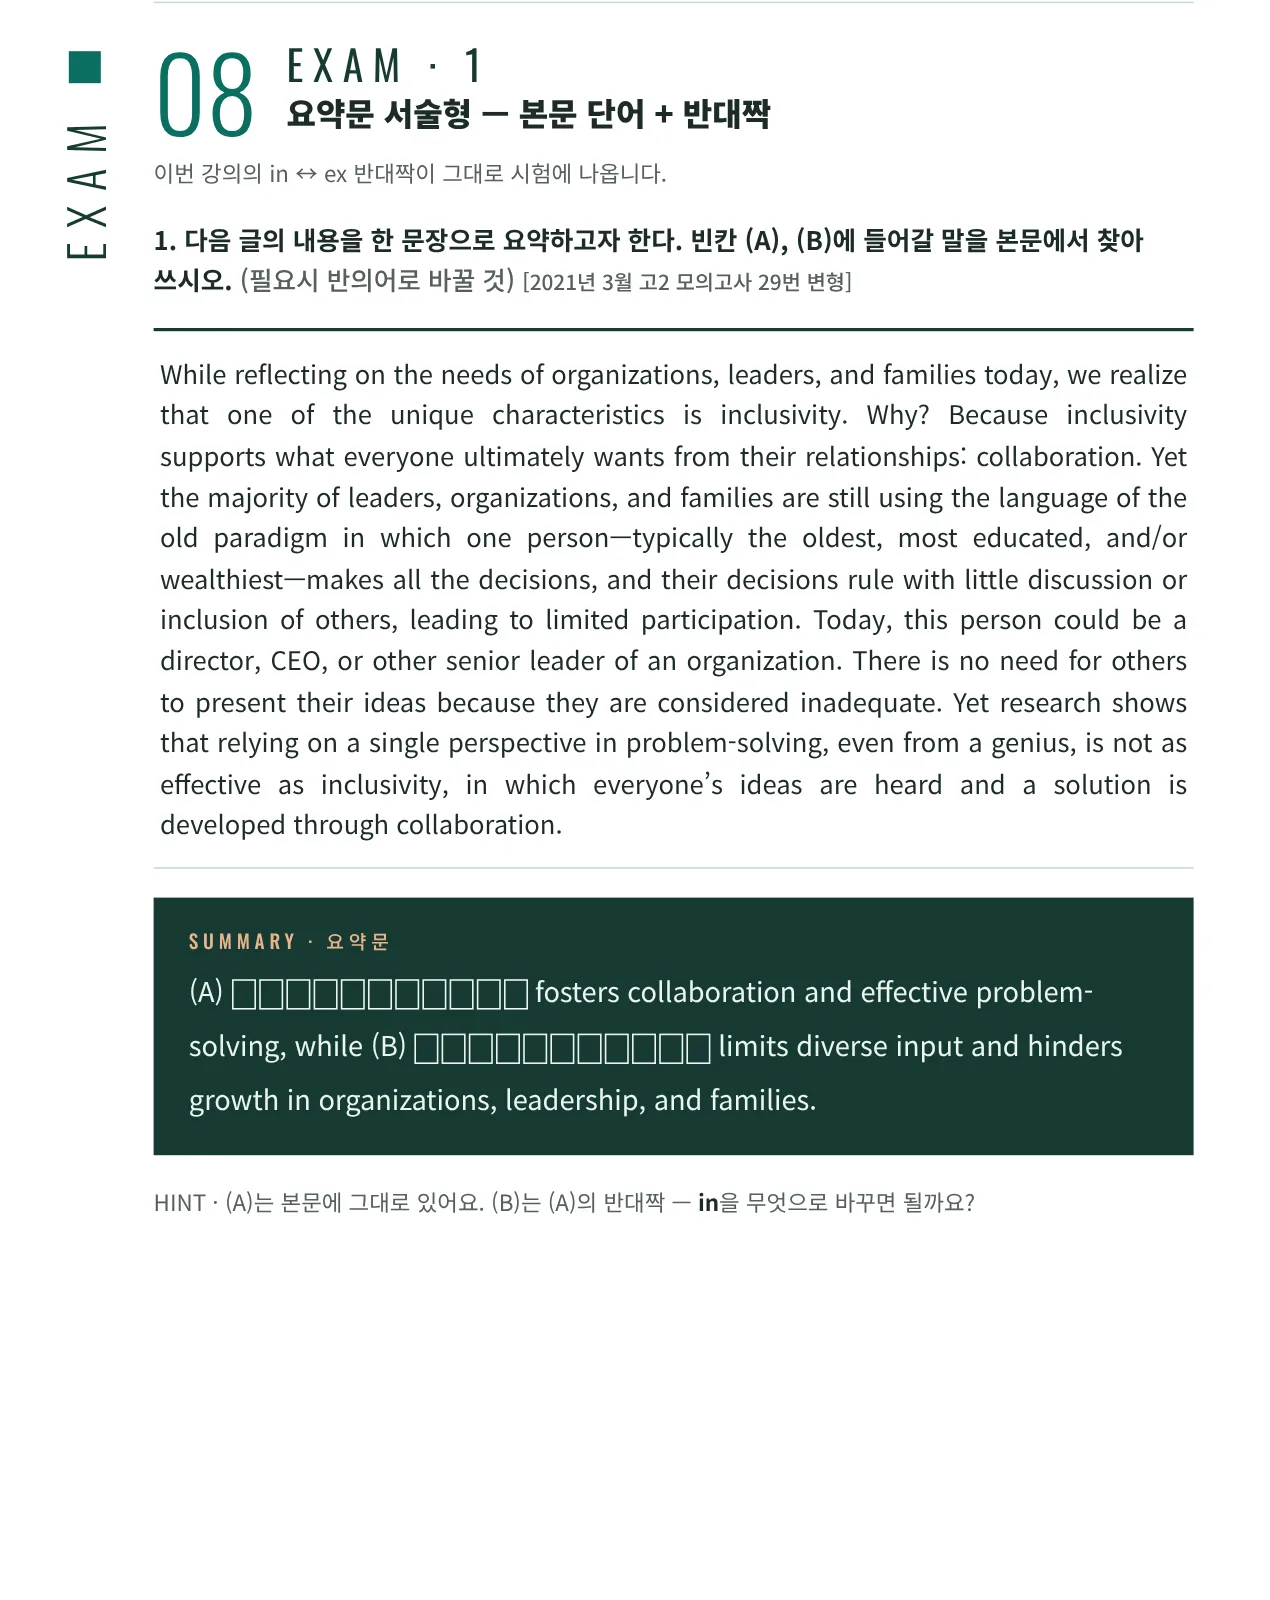 EXAM
08
EXAM · 1
요약문 서술형 — 본문 단어 + 반대짝
이번 강의의 in ↔ ex 반대짝이 그대로 시험에 나옵니다.
1. 다음 글의 내용을 한 문장으로 요약하고자 한다. 빈칸 (A), (B)에 들어갈 말을 본문에서 찾아
쓰시오. (필요시 반의어로 바꿀 것) [2021년 3월 고2 모의고사 29번 변형]
While reflecting on the needs of organizations, leaders, and families today, we realize
that one of the unique characteristics is inclusivity. Why? Because inclusivity
supports what everyone ultimately wants from their relationships: collaboration. Yet
the majority of leaders, organizations, and families are still using the language of the
old paradigm in which one person—typically the oldest, most educated, and/or
wealthiest—makes all the decisions, and their decisions rule with little discussion or
inclusion of others, leading to limited participation. Today, this person could be a
director, CEO, or other senior leader of an organization. There is no need for others
to present their ideas because they are considered inadequate. Yet research shows
that relying on a single perspective in problem-solving, even from a genius, is not as
effective as inclusivity, in which everyone’s ideas are heard and a solution is
developed through collaboration.
SUMMARY · 요약문
(A) □□□□□□□□□□□ fosters collaboration and effective problem-
solving, while (B) □□□□□□□□□□□ limits diverse input and hinders
growth in organizations, leadership, and families.
HINT · (A)는 본문에 그대로 있어요. (B)는 (A)의 반대짝 — in을 무엇으로 바꾸면 될까요?